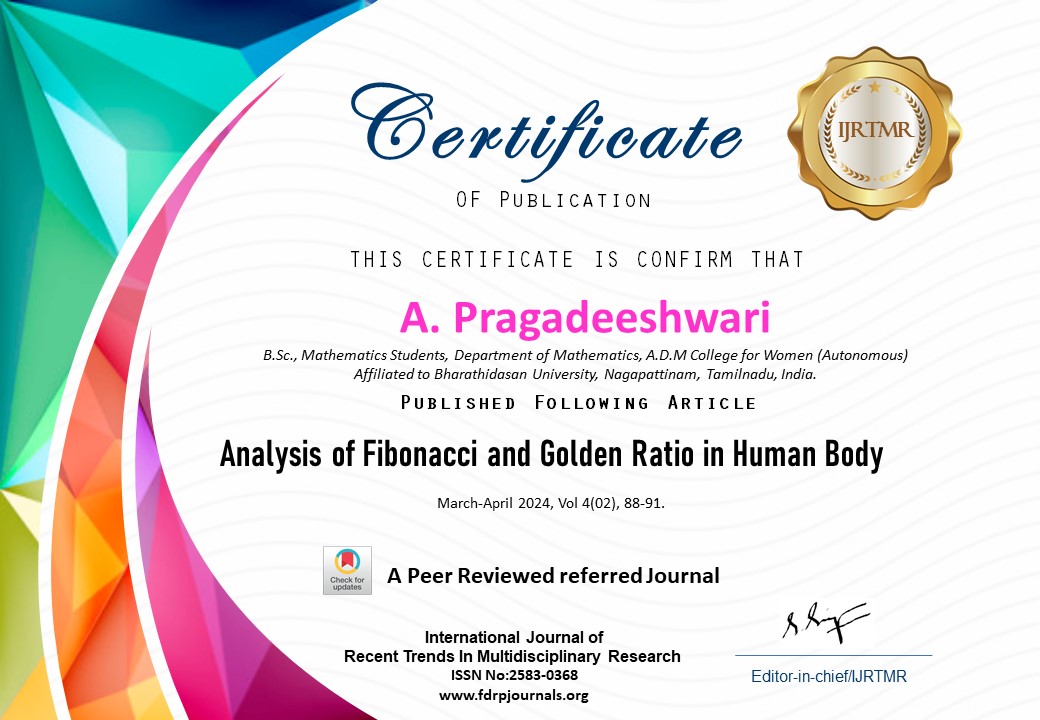 Certificate
IJRTMR
OF PUBLICATION
THIS CERTIFICATE IS CONFIRM THAT
A. Pragadeeshwari
B.Sc., Mathematics Students, Department of Mathematics, A.D.M College for Women (Autonomous)
Affiliated to Bharathidasan University, Nagapattinam, Tamilnadu, India.
PUBLISHED FOLLOWING ARTICLE
Analysis of Fibonacci and Golden Ratio in Human Body
March-April 2024, Vol 4(02), 88-91.
Check for
updates
A Peer Reviewed referred Journal
International Journal of
Recent Trends In Multidisciplinary Research
ISSN No:2583-0368
www.fdrpjournals.org
Editor-in-chief/IJRTMR